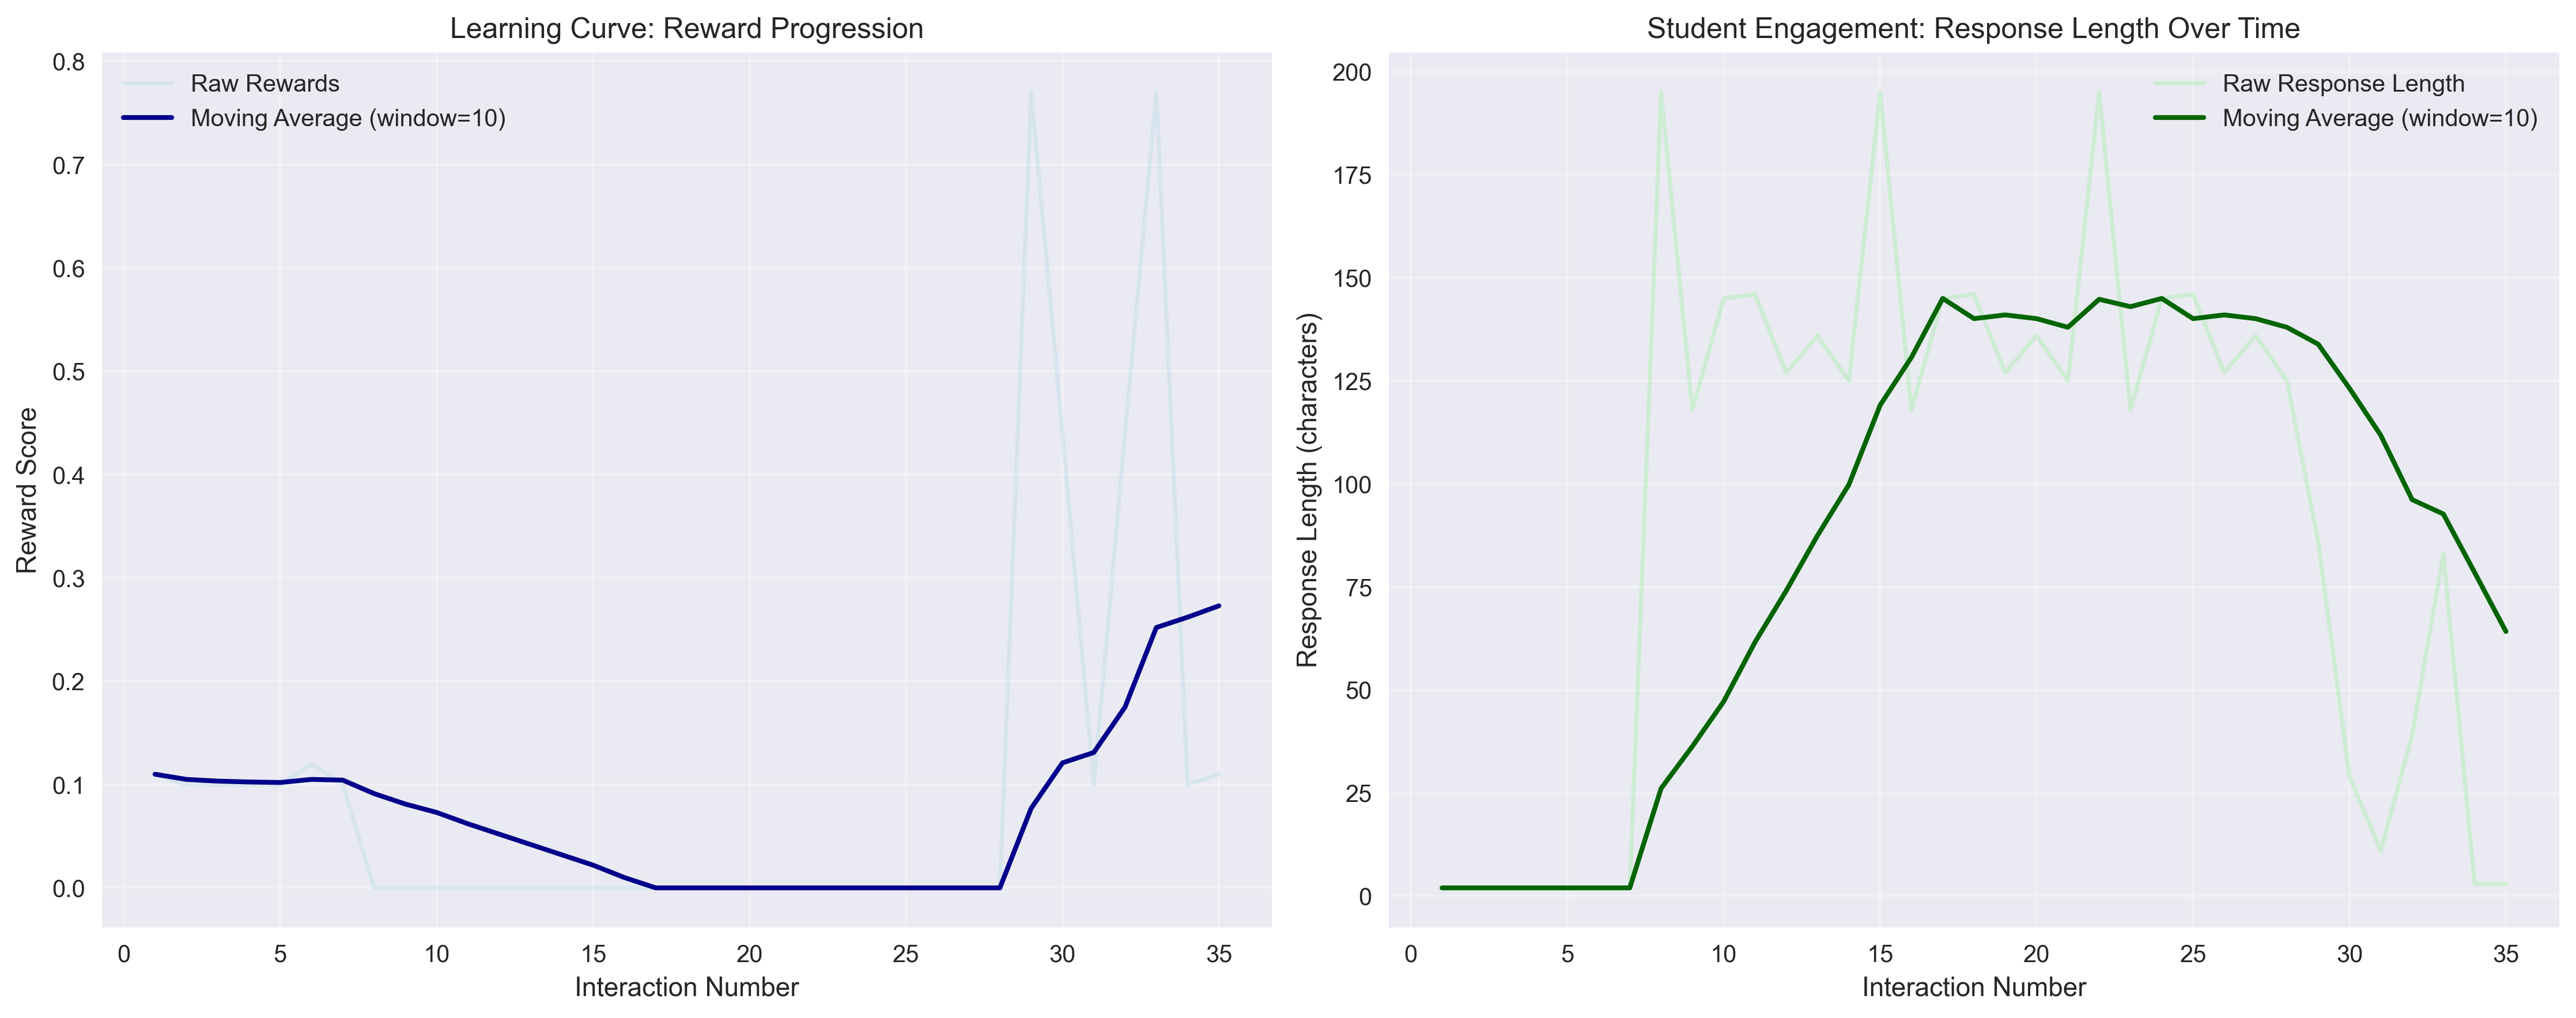 Learning Curve: Reward Progression
Raw Rewards
Moving Average (window=10)
Reward Score
0.8
0.7
0.6
0.5
0.4
0.3
0.2
0.1
0.0
0 5 10 15 20 25 30 35
Interaction Number
Student Engagement: Response Length Over Time
Raw Response Length
Moving Average (window=10)
Response Length (characters)
200
175
150
125
100
75
50
25
0
0 5 10 15 20 25 30 35
Interaction Number